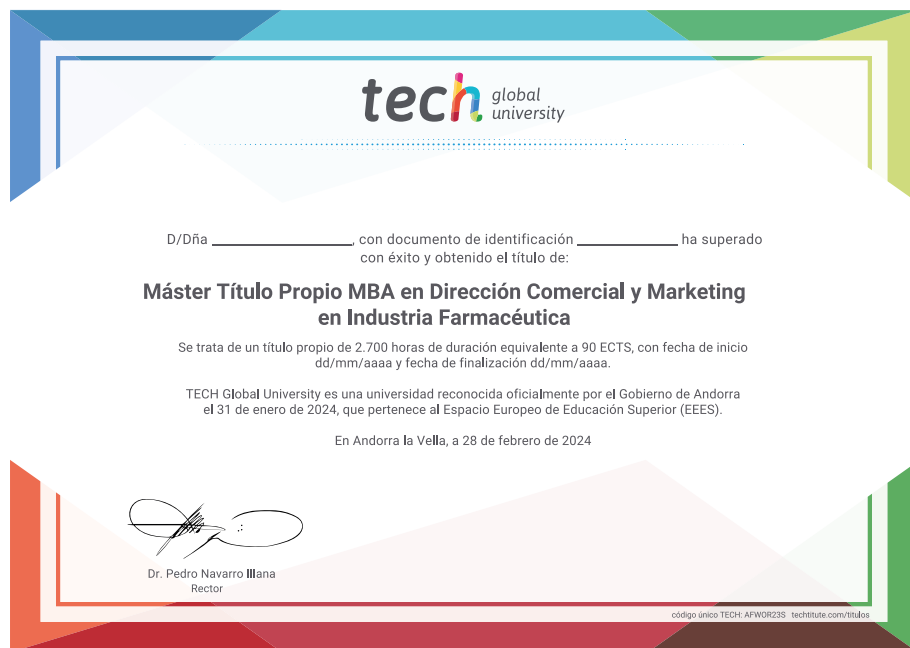 tech global university
D/Dña ______________, con documento de identificación __________ ha superado
con éxito y obtenido el título de:
Máster Título Propio MBA en Dirección Comercial y Marketing
en Industria Farmacéutica
Se trata de un título propio de 2.700 horas de duración equivalente a 90 ECTS, con fecha de inicio
dd/mm/aaaa y fecha de finalización dd/mm/aaaa.
TECH Global University es una universidad reconocida oficialmente por el Gobierno de Andorra
el 31 de enero de 2024, que pertenece al Espacio Europeo de Educación Superior (EEES).
En Andorra la Vella, a 28 de febrero de 2024
Dr. Pedro Navarro Illana
Rector
código único TECH: AFWOR23S techtitute.com/titulos